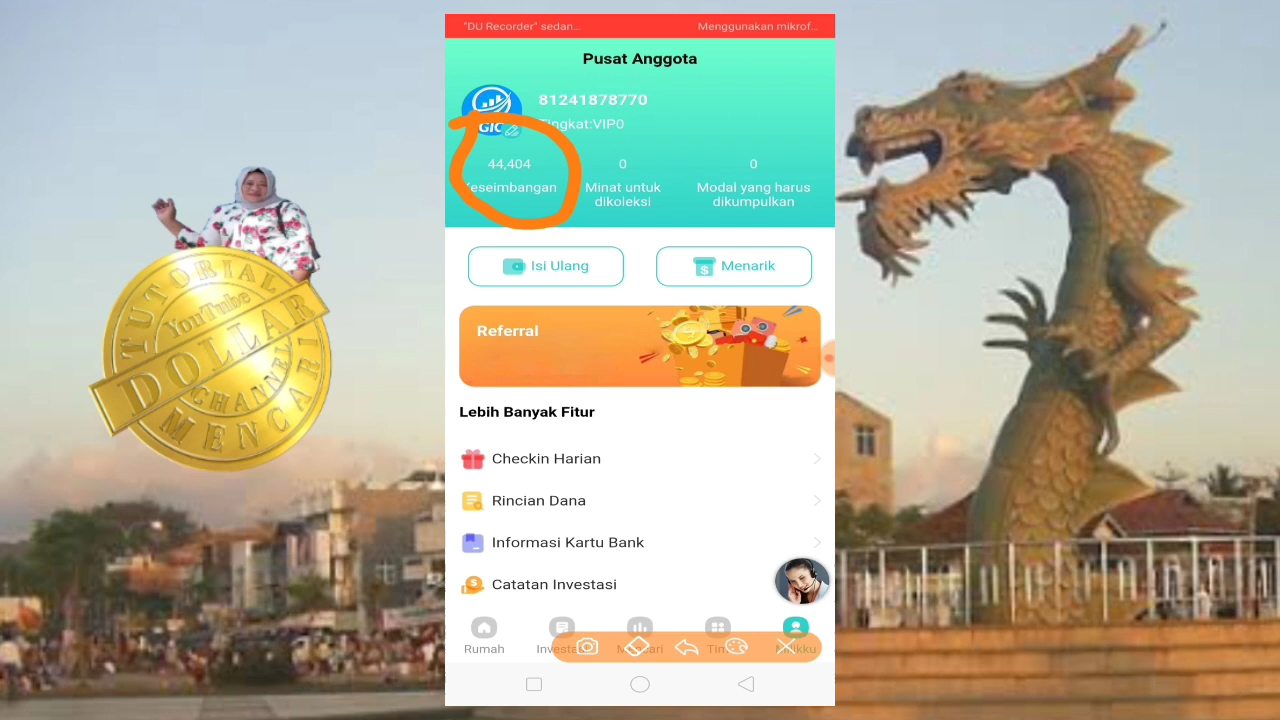 "DU Recorder" sedan...
Menggunakan mikrof...
Pusat Anggota
GIC
81241878770
Tingkat:VIP0
44,404
0
0
Keseimbangan
Minat untuk
dikoleksi
Modal yang harus
dikumpulkan
Isi Ulang
Menarik
Referral
Lebih Banyak Fitur
Checkin Harian
Rincian Dana
Informasi Kartu Bank
Catatan Investasi
Rumah
TUTORIAL
YouTube
DOLLAR
CHANNEL
MENCARI